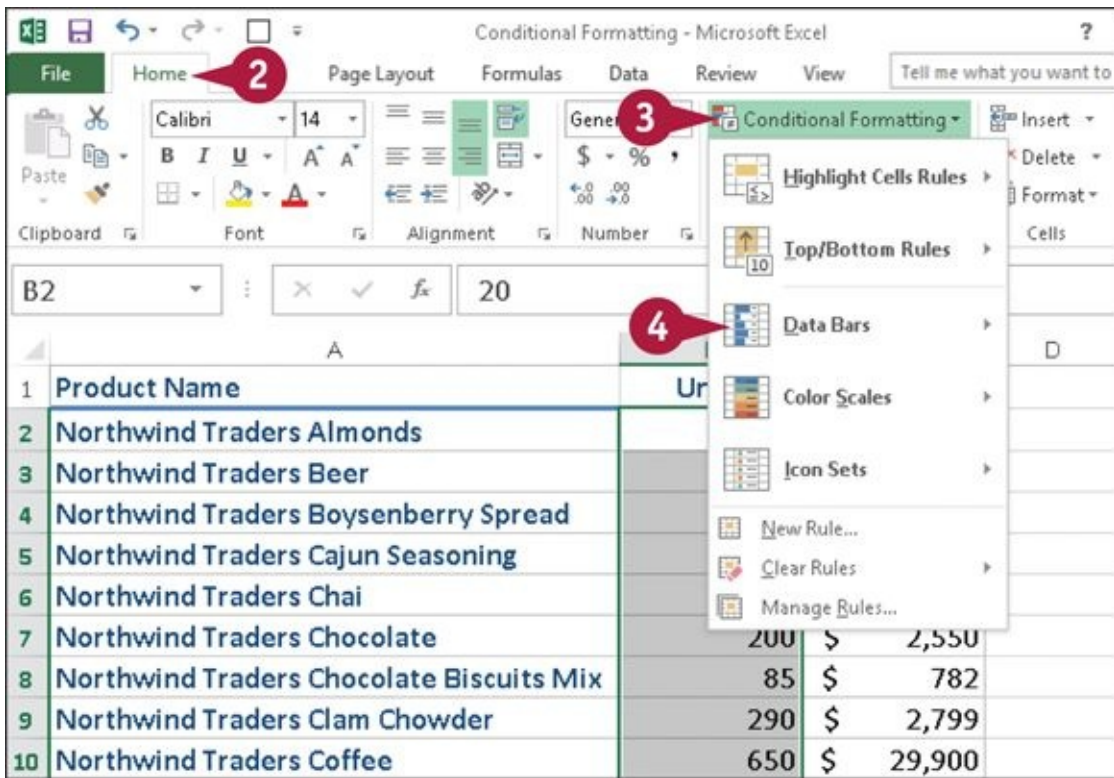 Conditional Formatting - Microsoft Excel ?
File Home 2 Page Layout Formulas Data Review View Tell me what you want to
Calibri 14 3 Conditional Formatting Insert
Paste B I U A A $ % , Delete
A Format
Clipboard Font Alignment Number Cells
Highlight Cells Rules
Top/Bottom Rules
10
B2 fx 20
4 Data Bars
A D
1 Product Name
Color Scales
2 Northwind Traders Almonds
3 Northwind Traders Beer
Icon Sets
4 Northwind Traders Boysenberry Spread
New Rule...
5 Northwind Traders Cajun Seasoning
Clear Rules
6 Northwind Traders Chai
Manage Rules...
7 Northwind Traders Chocolate 200 $ 2,550
8 Northwind Traders Chocolate Biscuits Mix 85 $ 782
9 Northwind Traders Clam Chowder 290 $ 2,799
10 Northwind Traders Coffee 650 $ 29,900